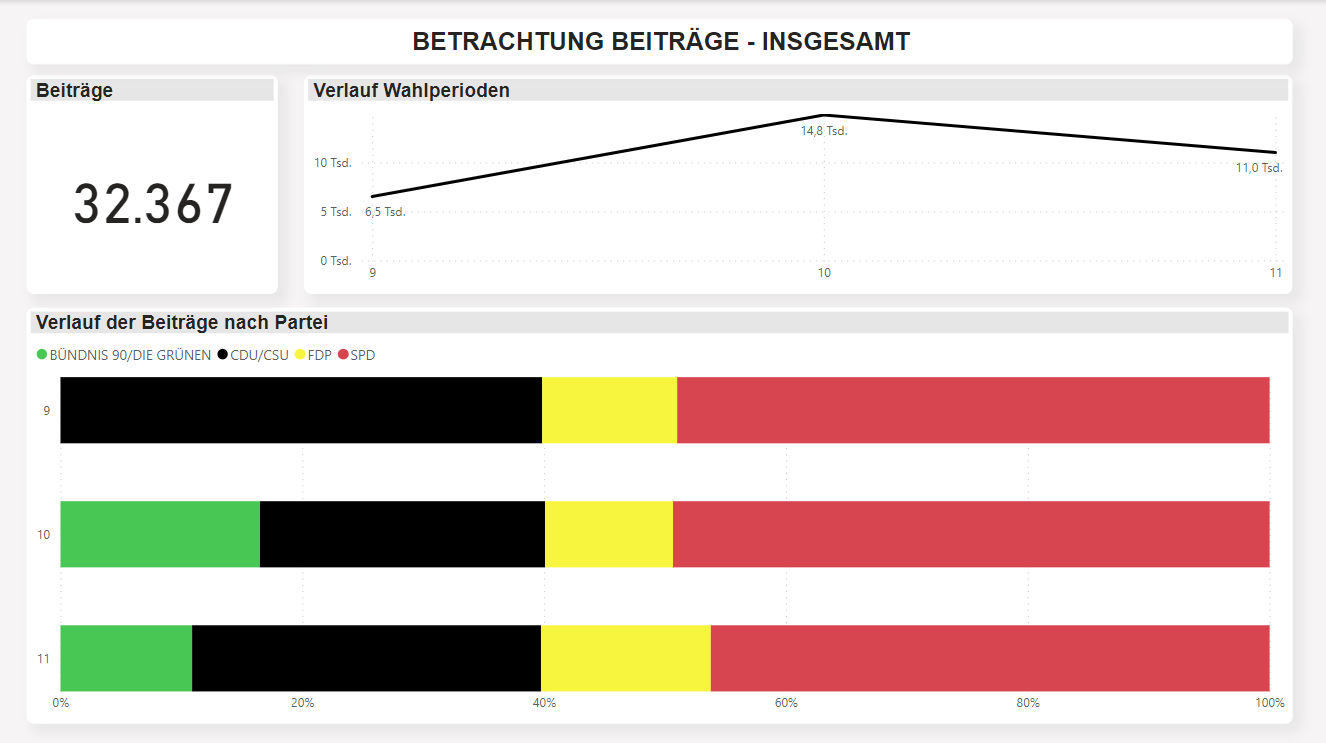 BETRACHTUNG BEITRÄGE - INSGESAMT
Beiträge
32.367
Verlauf Wahlperioden
14,8 Tsd.
10 Tsd.
11,0 Tsd.
5 Tsd.
6,5 Tsd.
0 Tsd.
9 10 11
Verlauf der Beiträge nach Partei
BÜNDNIS 90/DIE GRÜNEN CDU/CSU FDP SPD
9
10
11
0% 20% 40% 60% 80% 100%